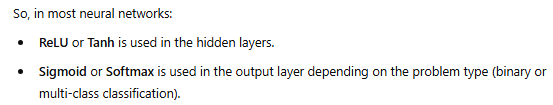 So, in most neural networks:
• ReLU or Tanh is used in the hidden layers.
• Sigmoid or Softmax is used in the output layer depending on the problem type (binary or
multi-class classification).